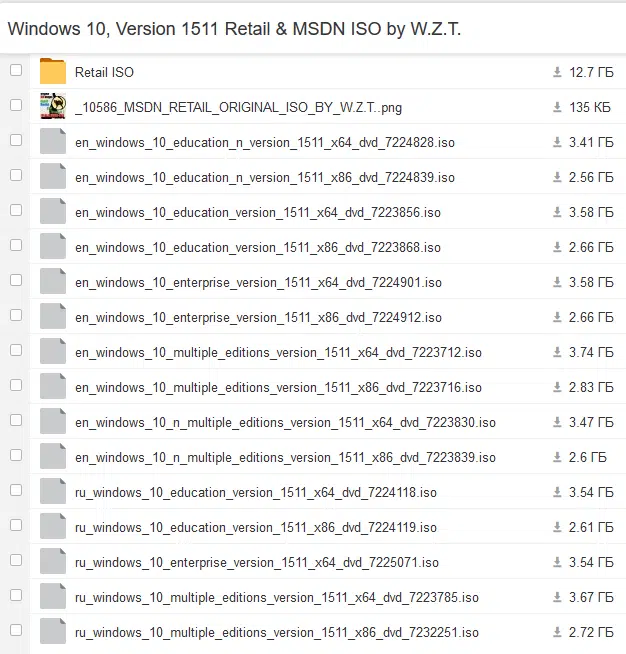 Windows 10, Version 1511 Retail & MSDN ISO by W.Z.T.
Retail ISO 12.7 ГБ
_10586_MSDN_RETAIL_ORIGINAL_ISO_BY_W.Z.T..png 135 КБ
en_windows_10_education_n_version_1511_x64_dvd_7224828.iso 3.41 ГБ
en_windows_10_education_n_version_1511_x86_dvd_7224839.iso 2.56 ГБ
en_windows_10_education_version_1511_x64_dvd_7223856.iso 3.58 ГБ
en_windows_10_education_version_1511_x86_dvd_7223868.iso 2.66 ГБ
en_windows_10_enterprise_version_1511_x64_dvd_7224901.iso 3.58 ГБ
en_windows_10_enterprise_version_1511_x86_dvd_7224912.iso 2.66 ГБ
en_windows_10_multiple_editions_version_1511_x64_dvd_7223712.iso 3.74 ГБ
en_windows_10_multiple_editions_version_1511_x86_dvd_7223716.iso 2.83 ГБ
en_windows_10_n_multiple_editions_version_1511_x64_dvd_7223830.iso 3.47 ГБ
en_windows_10_n_multiple_editions_version_1511_x86_dvd_7223839.iso 2.6 ГБ
ru_windows_10_education_version_1511_x64_dvd_7224118.iso 3.54 ГБ
ru_windows_10_education_version_1511_x86_dvd_7224119.iso 2.61 ГБ
ru_windows_10_enterprise_version_1511_x64_dvd_7225071.iso 3.54 ГБ
ru_windows_10_multiple_editions_version_1511_x64_dvd_7223785.iso 3.67 ГБ
ru_windows_10_multiple_editions_version_1511_x86_dvd_7232251.iso 2.72 ГБ